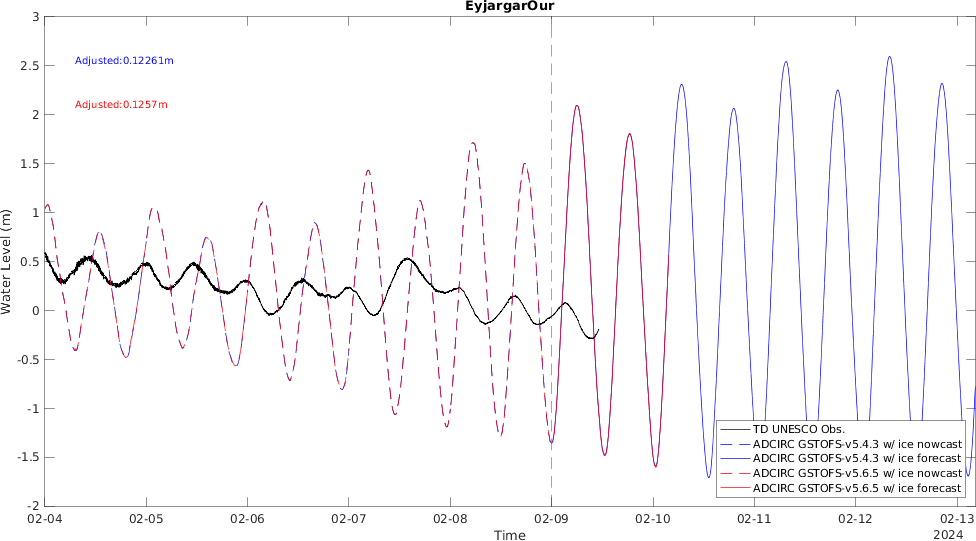 EyjargarOur
Adjusted:0.12261m
Adjusted:0.1257m
Water Level (m)
3
2.5
2
1.5
1
0.5
0
-0.5
-1
-1.5
-2
TD UNESCO Obs.
ADCIRC GSTOFS-v5.4.3 w/ ice nowcast
ADCIRC GSTOFS-v5.4.3 w/ ice forecast
ADCIRC GSTOFS-v5.6.5 w/ ice nowcast
ADCIRC GSTOFS-v5.6.5 w/ ice forecast
02-04 02-05 02-06 02-07 02-08 02-09 02-10 02-11 02-12 02-13
Time
2024